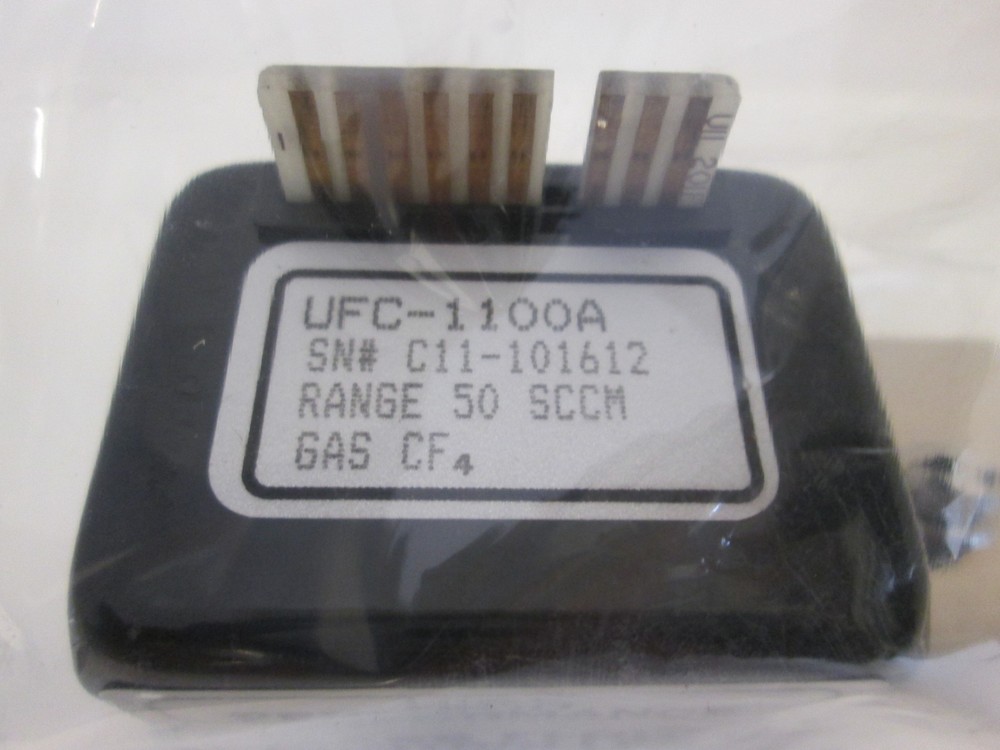 UFC-1100A
SN# C11-101612
RANGE 50 SCCM
GAS CF₄